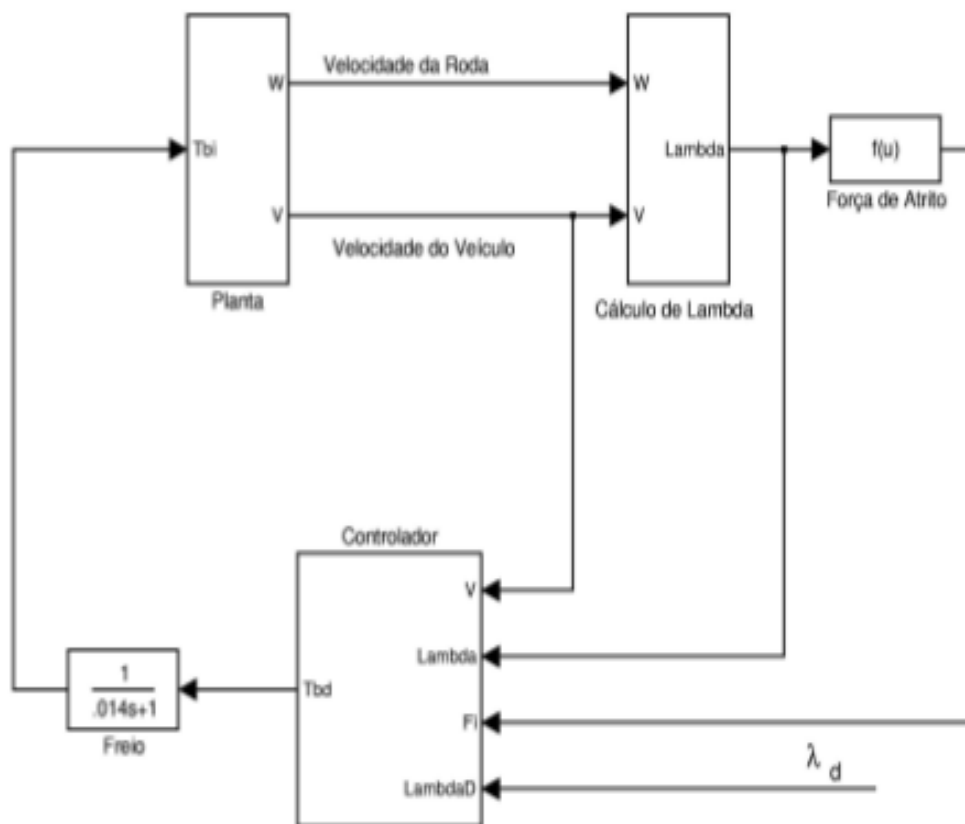 Velocidade da Roda
W
W
Tbi
Lambda
f(u)
Força de Atrito
V
V
Velocidade do Veículo
Planta
Cálculo de Lambda
Controlador
V
Lambda
1
.014s+1
Freio
Tbd
Fi
λ d
LambdaD